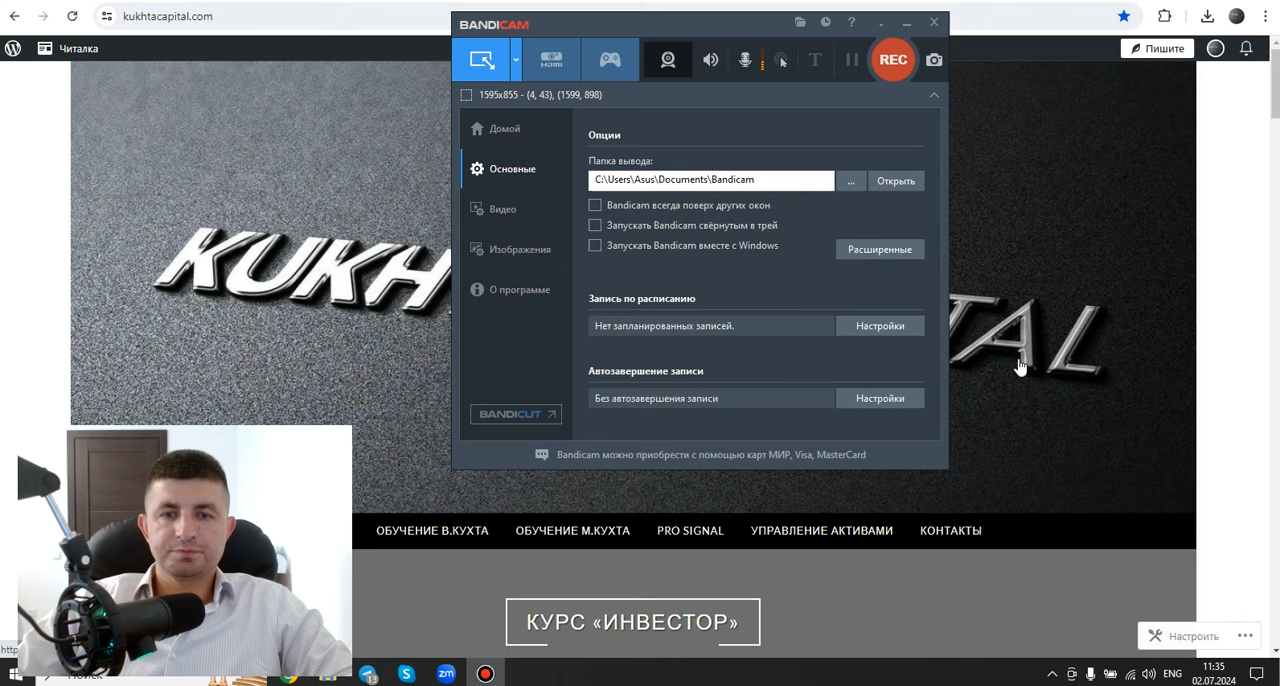 kukhtacapital.com
BANDICAM
Читалка
Пишите
HDMI
REC
1595x855 - (4, 43), (1599, 898)
Домой
Основные
Видео
Изображения
О программе
BANDICUT
Опции
Папка вывода:
C:\Users\Asus\Documents\Bandicam
...
Открыть
Bandicam всегда поверх других окон
Запускать Bandicam свёрнутым в трей
Запускать Bandicam вместе с Windows
Расширенные
Запись по расписанию
Нет запланированных записей.
Настройки
Автозавершение записи
Без автозавершения записи
Настройки
Bandicam можно приобрести с помощью карт МИР, Visa, MasterCard
ОБУЧЕНИЕ В.КУХТА
ОБУЧЕНИЕ М.КУХТА
PRO SIGNAL
УПРАВЛЕНИЕ АКТИВАМИ
КОНТАКТЫ
КУРС «ИНВЕСТОР»
Настроить
13
zm
ENG
11:35
02.07.2024